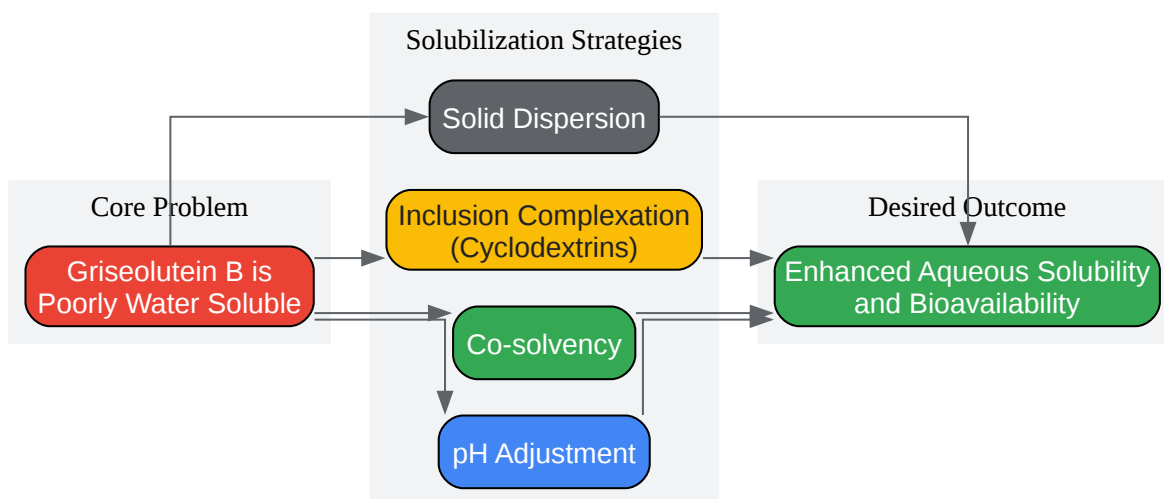 Solubilization Strategies
Solid Dispersion
Core Problem
Griseolutein B is
Poorly Water Soluble
Inclusion Complexation
(Cyclodextrins)
Co-solvency
pH Adjustment
Desired Outcome
Enhanced Aqueous Solubility
and Bioavailability